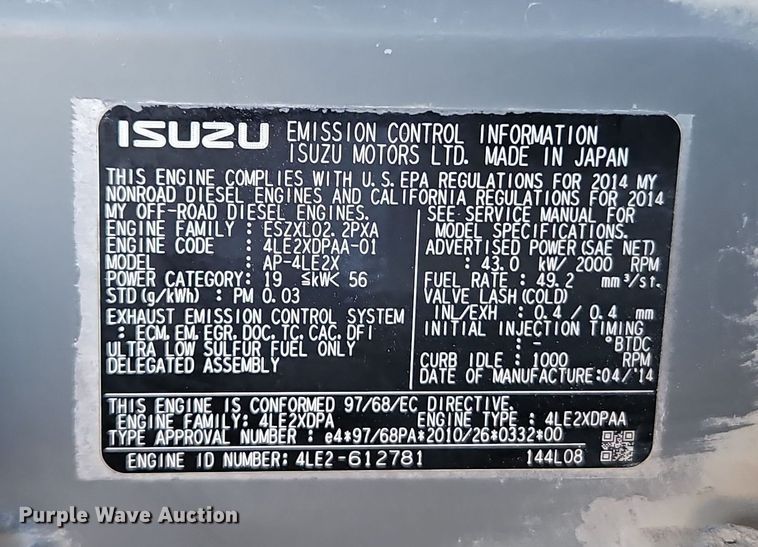 ISUZU EMISSION CONTROL INFORMATION
ISUZU MOTORS LTD. MADE IN JAPAN
THIS ENGINE COMPLIES WITH U.S. EPA REGULATIONS FOR 2014 MY
NONROAD DIESEL ENGINES AND CALIFORNIA REGULATIONS FOR 2014
MY OFF-ROAD DIESEL ENGINES.
ENGINE FAMILY : ESZXL02.2PXA
ENGINE CODE : 4LE2XDPAA-01
MODEL : AP-4LE2X
POWER CATEGORY: 19 ≦kW< 56
STD (g/kWh) : PM 0.03
EXHAUST EMISSION CONTROL SYSTEM
: ECM, EM, EGR, DOC, TC, CAC, DFI
ULTRA LOW SULFUR FUEL ONLY
DELEGATED ASSEMBLY
SEE SERVICE MANUAL FOR
MODEL SPECIFICATIONS.
ADVERTISED POWER (SAE NET)
: 43.0 kW/ 2000 RPM
FUEL RATE : 49.2 mm³/st.
VALVE LASH (COLD)
INL/EXH : 0.4 / 0.4 mm
INITIAL INJECTION TIMING
: - °BTDC
CURB IDLE : 1000 RPM
DATE OF MANUFACTURE:04/'14
THIS ENGINE IS CONFORMED 97/68/EC DIRECTIVE.
ENGINE FAMILY: 4LE2XDPA ENGINE TYPE : 4LE2XDPAA
TYPE APPROVAL NUMBER : e4*97/68PA*2010/26*0332*00
ENGINE ID NUMBER: 4LE2-612781 144L08
Purple Wave Auction